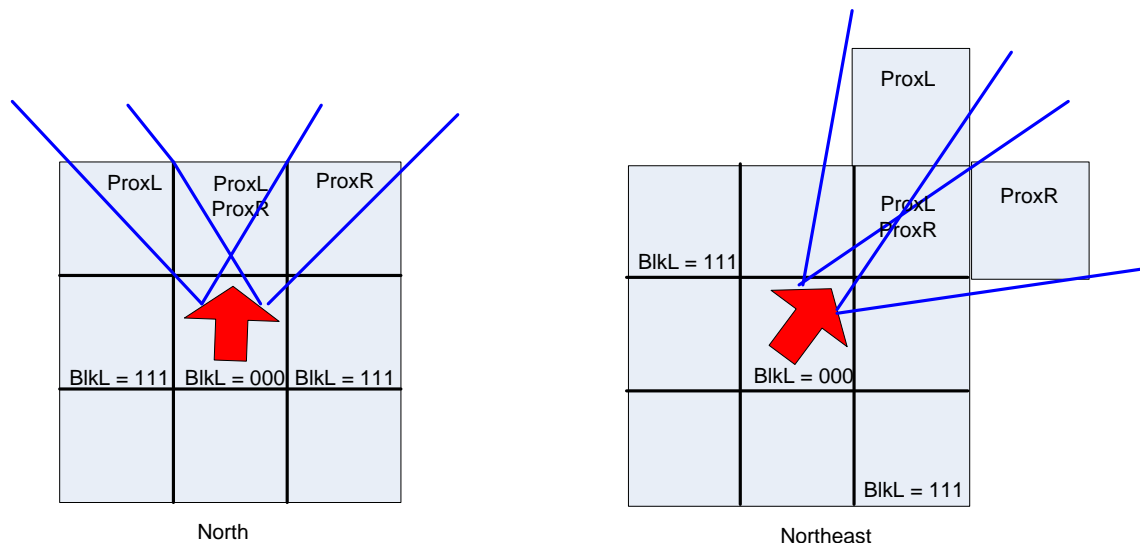 ProxL
ProxL
ProxR
ProxR
BlkL = 111
BlkL = 000
BlkL = 111
North
ProxL
ProxL
ProxR
ProxR
BlkL = 111
BlkL = 000
BlkL = 111
Northeast